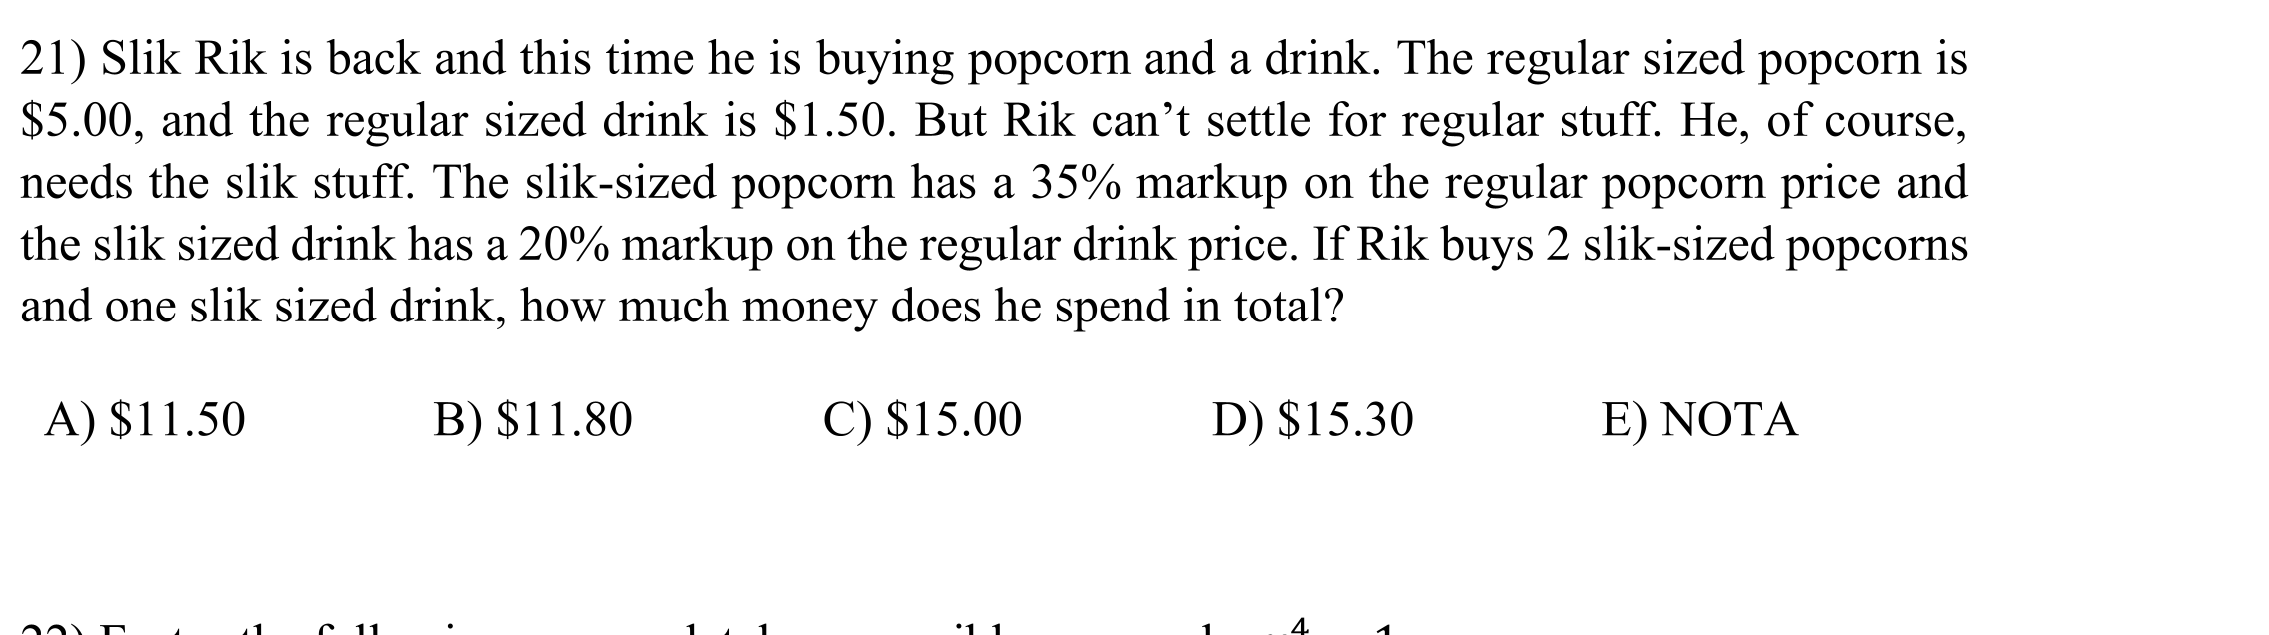 21) Slik Rik is back and this time he is buying popcorn and a drink. The regular sized popcorn is
$5.00, and the regular sized drink is $1.50. But Rik can’t settle for regular stuff. He, of course,
needs the slik stuff. The slik-sized popcorn has a 35% markup on the regular popcorn price and
the slik sized drink has a 20% markup on the regular drink price. If Rik buys 2 slik-sized popcorns
and one slik sized drink, how much money does he spend in total?
A) $11.50 B) $11.80 C) $15.00 D) $15.30 E) NOTA